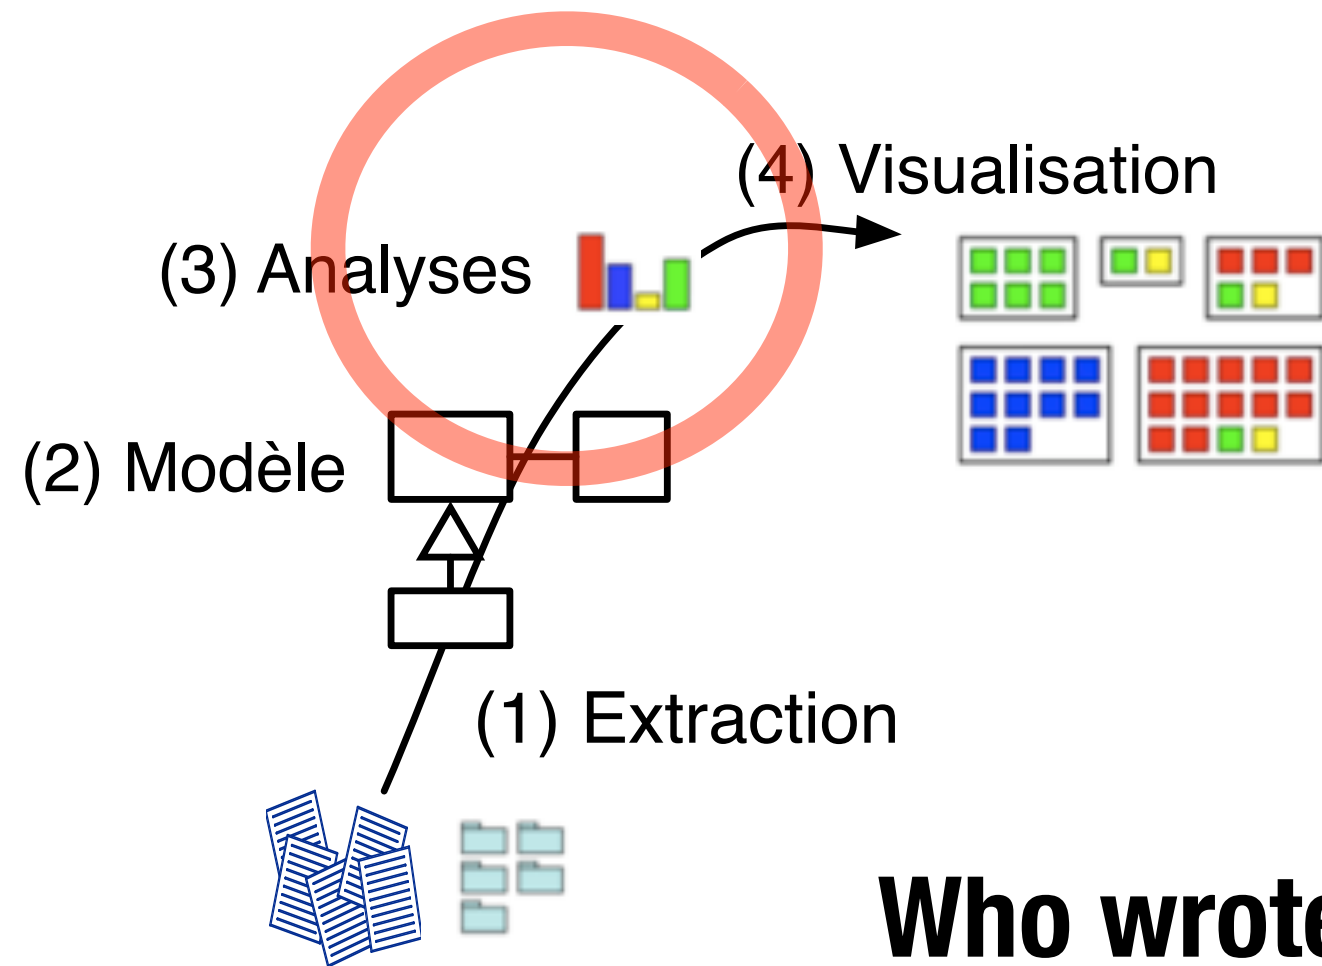 (4) Visualisation
(3) Analyses
(2) Modèle
(1) Extraction
Who wrote